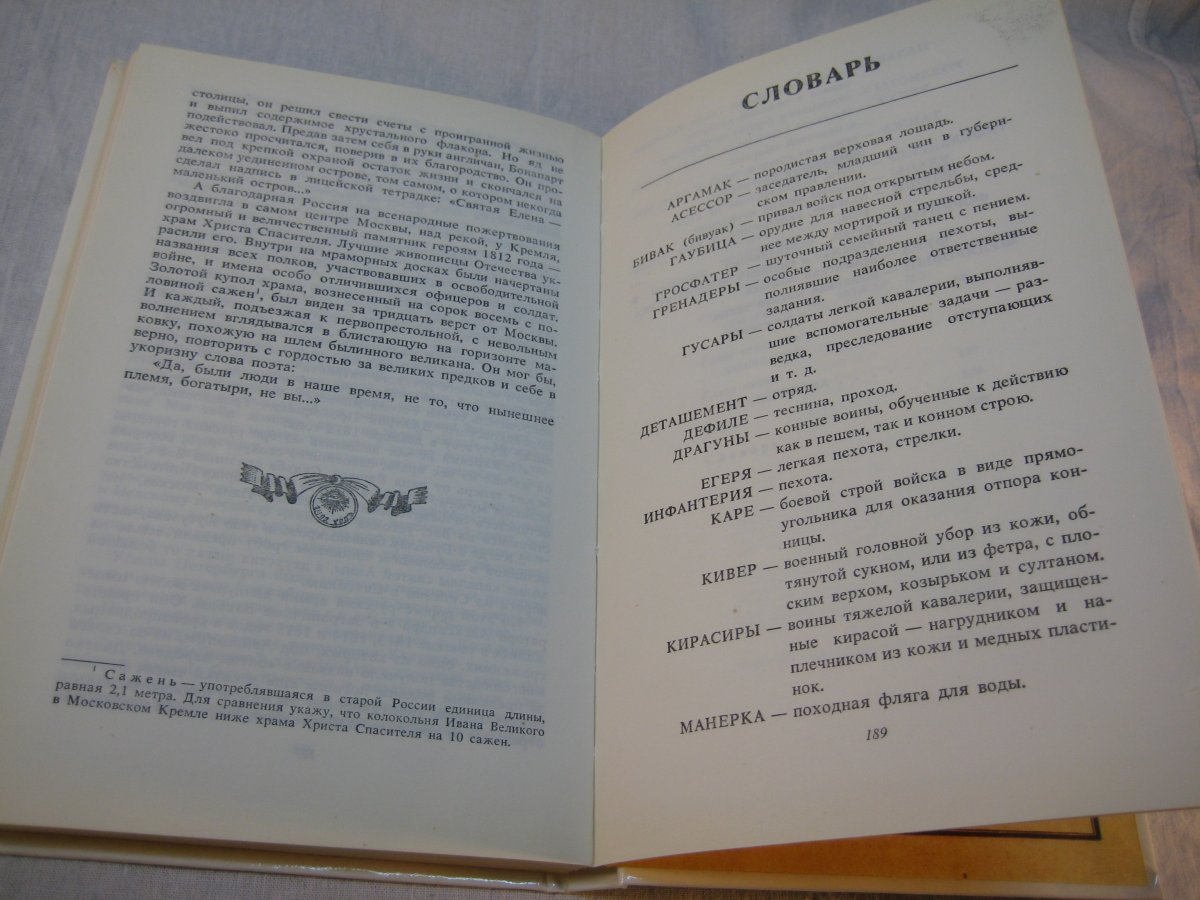 столицы, он решил свести счеты с проигранной жизнью
и выпил содержимое хрустального флакона. Но яд не
подействовал. Предав затем себя в руки англичан, Бонапарт
жестоко просчитался, поверив в их благородство. Он про-
вел под крепкой охраной остаток жизни и скончался на
далеком уединенном острове, том самом, о котором некогда
сделал надпись в лицейской тетрадке: «Святая Елена —
маленький остров...»
А благодарная Россия на всенародные пожертвования
воздвигла в самом центре Москвы, над рекой, у Кремля,
огромный и величественный памятник героям 1812 года —
храм Христа Спасителя. Лучшие живописцы Отечества ук-
расили его. Внутри на мраморных досках были начертаны
названия всех полков, участвовавших в освободительной
войне, и имена особо отличившихся офицеров и солдат.
Золотой купол храма, вознесенный на сорок восемь с по-
ловиной сажен¹, был виден за тридцать верст от Москвы.
И каждый, подъезжая к первопрестольной, с невольным
волнением вглядывался в блистающую на горизонте ма-
ковку, похожую на шлем былинного великана. Он мог бы,
верно, повторить с гордостью за великих предков и себе в
укоризну слова поэта:
«Да, были люди в наше время, не то, что нынешнее
племя, богатыри, не вы...»
¹ Сажень — употреблявшаяся в старой России единица длины,
равная 2,1 метра. Для сравнения укажу, что колокольня Ивана Великого
в Московском Кремле ниже храма Христа Спасителя на 10 сажен.
СЛОВАРЬ
АРГАМАК — породистая верховая лошадь.
АСЕССОР — заседатель, младший чин в губерн-
ском правлении.
БИВАК (бивуак) — привал войск под открытым небом.
ГАУБИЦА — орудие для навесной стрельбы, сред-
нее между мортирой и пушкой.
ГРОСФАТЕР — шуточный семейный танец с пением.
ГРЕНАДЕРЫ — особые подразделения пехоты, вы-
полнявшие наиболее ответственные
задания.
ГУСАРЫ — солдаты легкой кавалерии, выполняв-
шие вспомогательные задачи — раз-
ведка, преследование отступающих
и т. д.
ДЕТАШЕМЕНТ — отряд.
ДЕФИЛЕ — теснина, проход.
ДРАГУНЫ — конные воины, обученные к действию
как в пешем, так и конном строю.
ЕГЕРЯ — легкая пехота, стрелки.
ИНФАНТЕРИЯ — пехота.
КАРЕ — боевой строй войска в виде прямо-
угольника для оказания отпора кон-
ницы.
КИВЕР — военный головной убор из кожи, об-
тянутой сукном, или из фетра, с пло-
ским верхом, козырьком и султаном.
КИРАСИРЫ — воины тяжелой кавалерии, защищен-
ные кирасой — нагрудником и на-
плечником из кожи и медных пласти-
нок.
МАНЕРКА — походная фляга для воды.
189